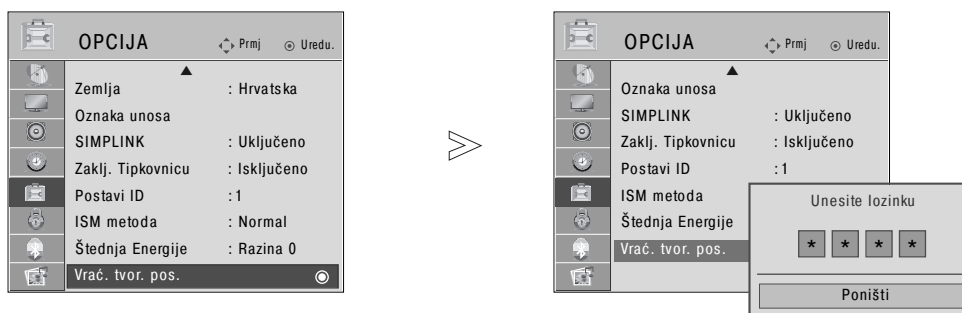 OPCIJA Prmj Uredu.
Zemlja : Hrvatska
Oznaka unosa
SIMPLINK : Uključeno
Zaklj. Tipkovnicu : Isključeno
Postavi ID :1
ISM metoda : Normal
Štednja Energije : Razina 0
Vrać. tvor. pos.
OPCIJA Prmj Uredu.
Oznaka unosa
SIMPLINK : Uključeno
Zaklj. Tipkovnicu : Isključeno
Postavi ID :1
ISM metoda
Štednja Energije
Vrać. tvor. pos.
Unesite lozinku
* * * *
Poništi